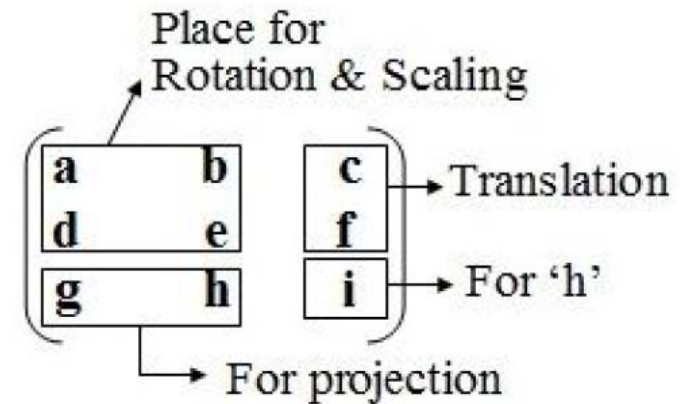 Place for
Rotation & Scaling
a b c
Translation
d e f
g h i
For ‘h’
For projection